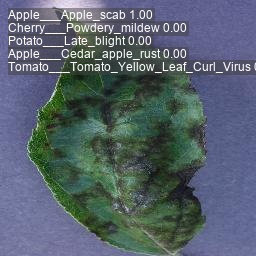 Apple___Apple_scab 1.00
Cherry___Powdery_mildew 0.00
Potato___Late_blight 0.00
Apple___Cedar_apple_rust 0.00
Tomato___Tomato_Yellow_Leaf_Curl_Virus